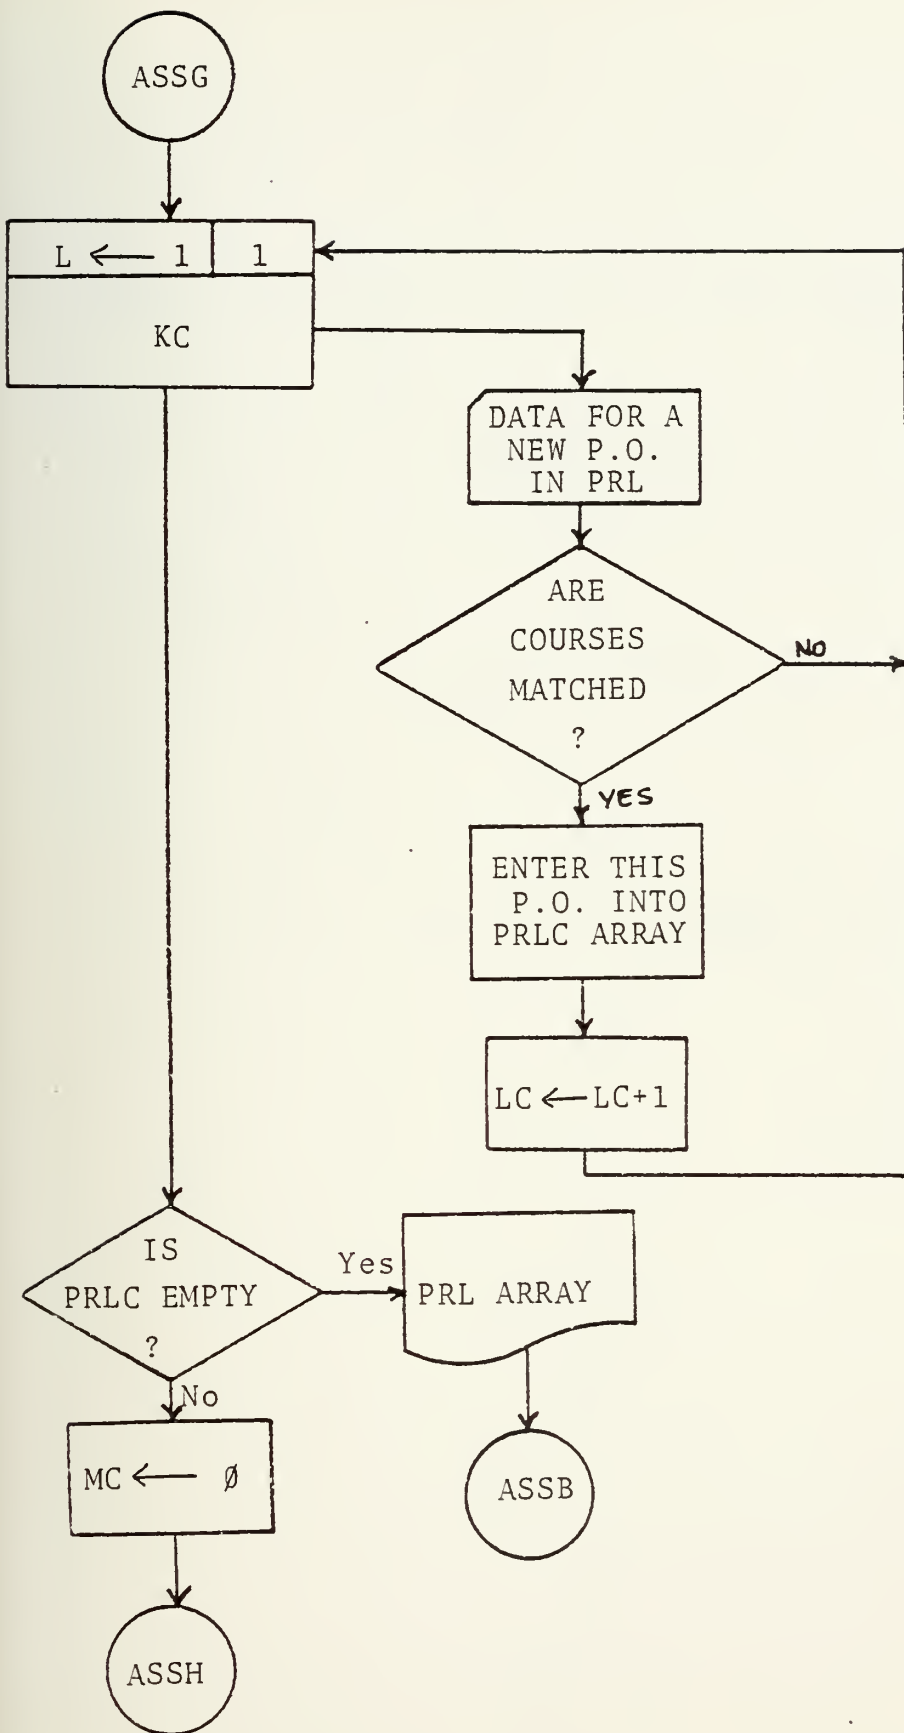 ASSG
L ← 1 1
KC
DATA FOR A
NEW P.O.
IN PRL
ARE
COURSES
MATCHED
?
NO
YES
ENTER THIS
P.O. INTO
PRLC ARRAY
LC ← LC+1
IS
PRLC EMPTY
?
Yes
PRL ARRAY
No
MC ← Ø
ASSB
ASSH